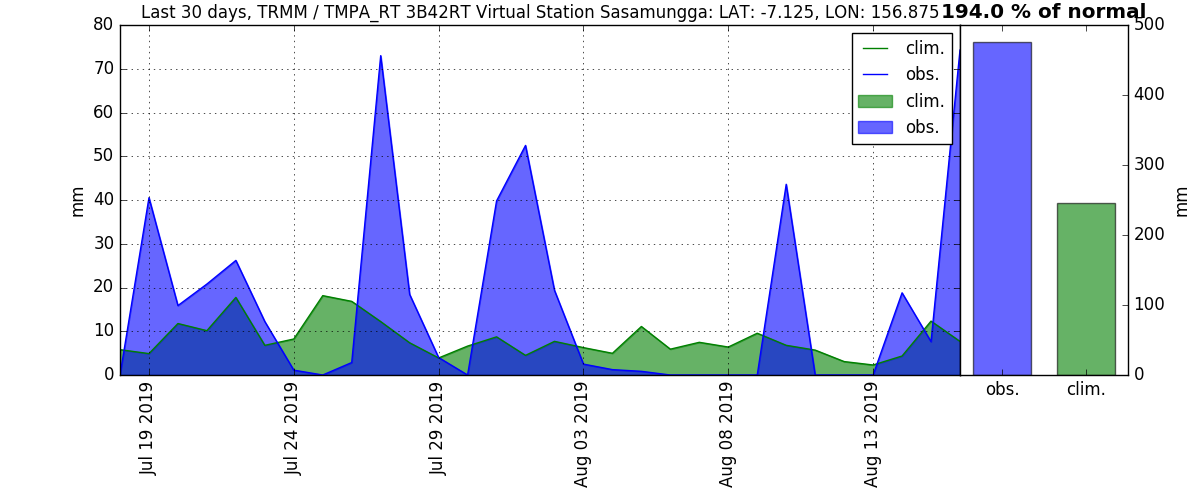 Last 30 days, TRMM / TMPA_RT 3B42RT Virtual Station Sasamungga: LAT: -7.125, LON: 156.875
194.0 % of normal
80
70
60
50
40
30
20
10
0
mm
clim.
obs.
clim.
obs.
Jul 19 2019
Jul 24 2019
Jul 29 2019
Aug 03 2019
Aug 08 2019
Aug 13 2019
500
400
300
200
100
0
mm
obs.
clim.